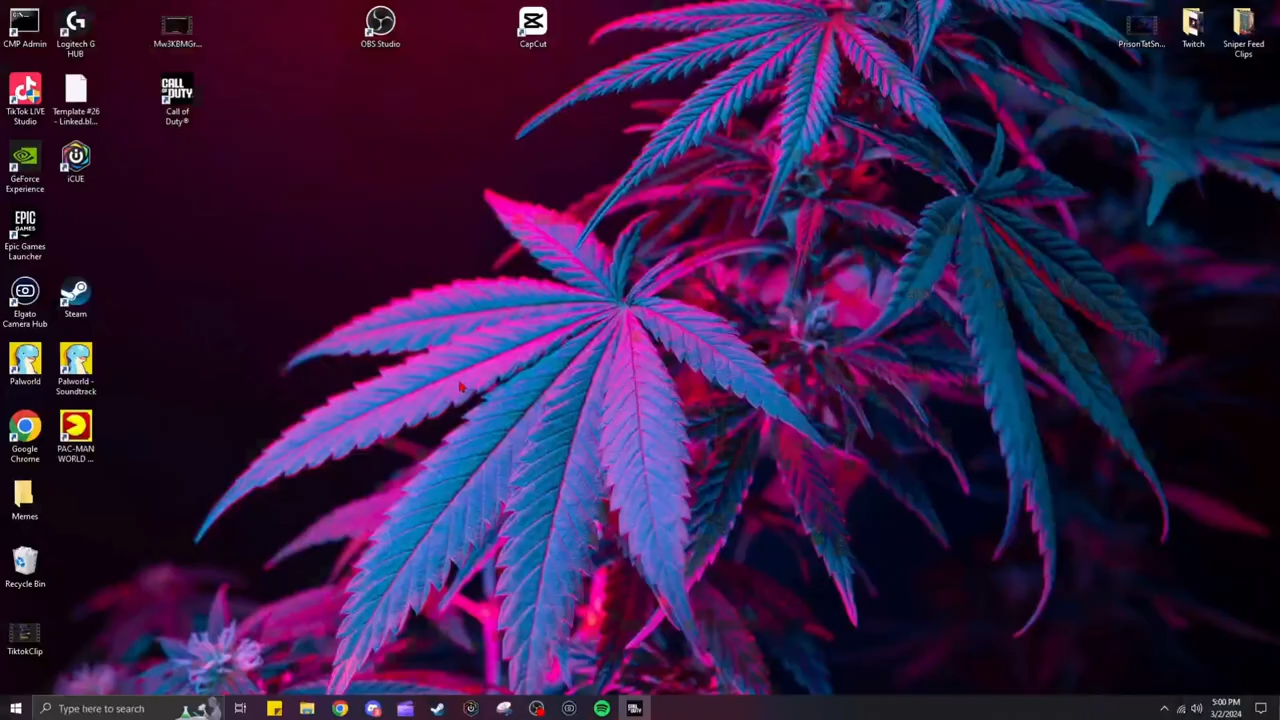 CMP Admin
Logitech G
HUB
Mw3KBMGr...
OBS Studio
CapCut
PrisonTatSn...
Twitch
Sniper Feed
Clips
TikTok LIVE
Studio
Template #26
- Linked.bl...
CALL OF DUTY
Call of
Duty®
GeForce
Experience
iCUE
EPIC
GAMES
Epic Games
Launcher
Elgato
Camera Hub
Steam
Palworld
Palworld -
Soundtrack
Google
Chrome
PAC-MAN
WORLD ...
Memes
Recycle Bin
TiktokClip
Type here to search
5:00 PM
3/2/2024